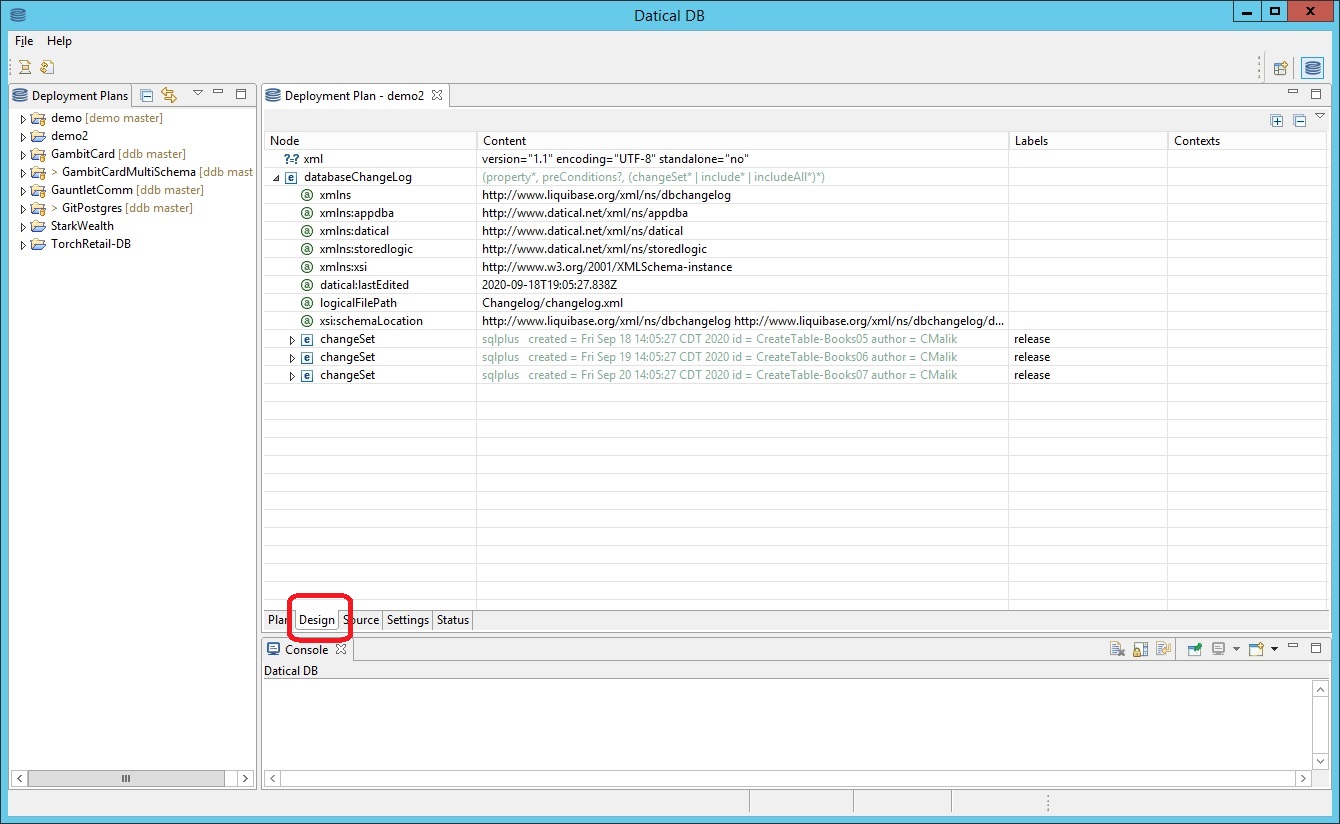 Datical DB
File Help
Deployment Plans
demo [demo master]
demo2
GambitCard [ddb master]
> GambitCardMultiSchema [ddb mast
GauntletComm [ddb master]
> GitPostgres [ddb master]
StarkWealth
TorchRetail-DB
Deployment Plan - demo2
Node Content Labels Contexts
?=? xml version="1.1" encoding="UTF-8" standalone="no"
e databaseChangeLog (property*, preConditions?, (changeSet* | include* | includeAll*)*)
a xmlns http://www.liquibase.org/xml/ns/dbchangelog
a xmlns:appdba http://www.datical.net/xml/ns/appdba
a xmlns:datical http://www.datical.net/xml/ns/datical
a xmlns:storedlogic http://www.datical.net/xml/ns/storedlogic
a xmlns:xsi http://www.w3.org/2001/XMLSchema-instance
a datical:lastEdited 2020-09-18T19:05:27.838Z
a logicalFilePath Changelog/changelog.xml
a xsi:schemaLocation http://www.liquibase.org/xml/ns/dbchangelog http://www.liquibase.org/xml/ns/dbchangelog/d...
e changeSet sqlplus created = Fri Sep 18 14:05:27 CDT 2020 id = CreateTable-Books05 author = CMalik release
e changeSet sqlplus created = Fri Sep 19 14:05:27 CDT 2020 id = CreateTable-Books06 author = CMalik release
e changeSet sqlplus created = Fri Sep 20 14:05:27 CDT 2020 id = CreateTable-Books07 author = CMalik release
Plan Design Source Settings Status
Console
Datical DB